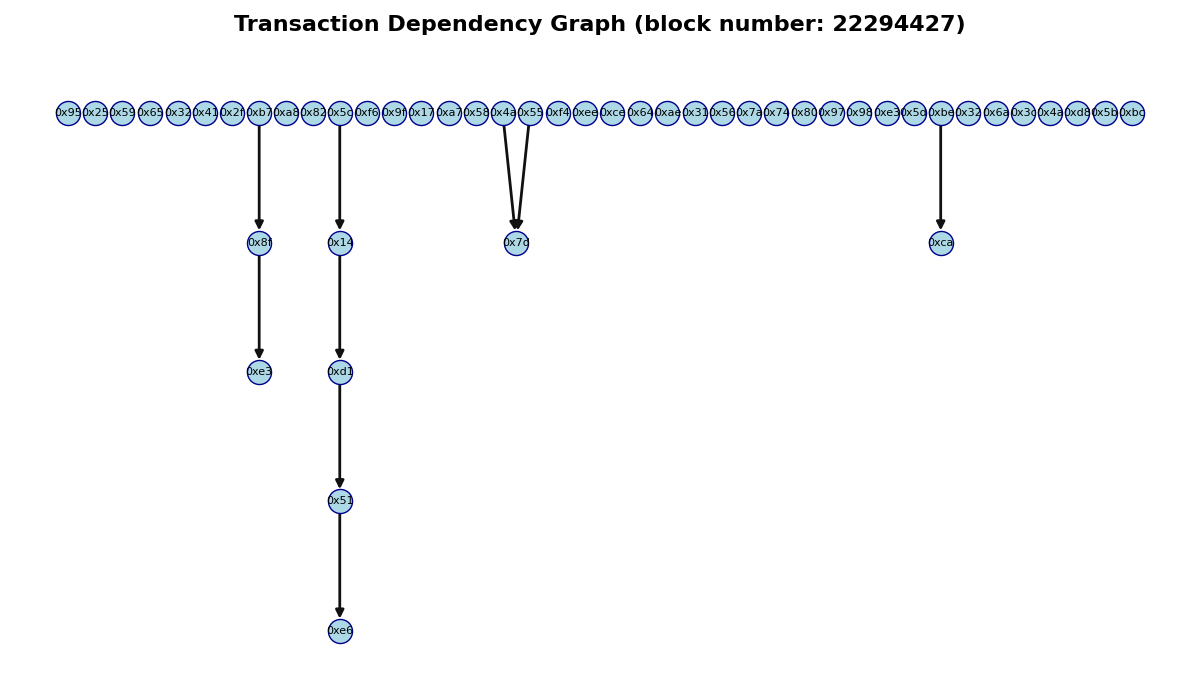 Transaction Dependency Graph (block number: 22294427)
0x95 0x25 0x59 0x65 0x32 0x41 0x2f 0xb7 0xa8 0x82 0x5c 0xf6 0x9f 0x17 0xa7 0x58 0x4a 0x55 0xf4 0xee 0xce 0x64 0xae 0x31 0x56 0x7a 0x74 0x80 0x97 0x98 0xe3 0xbe 0x32 0x6a 0x3c 0x4a 0xd8 0x5b 0xbc
0x8f 0x14 0x7d 0xca
0xe3 0xd1
0x51
0xe6